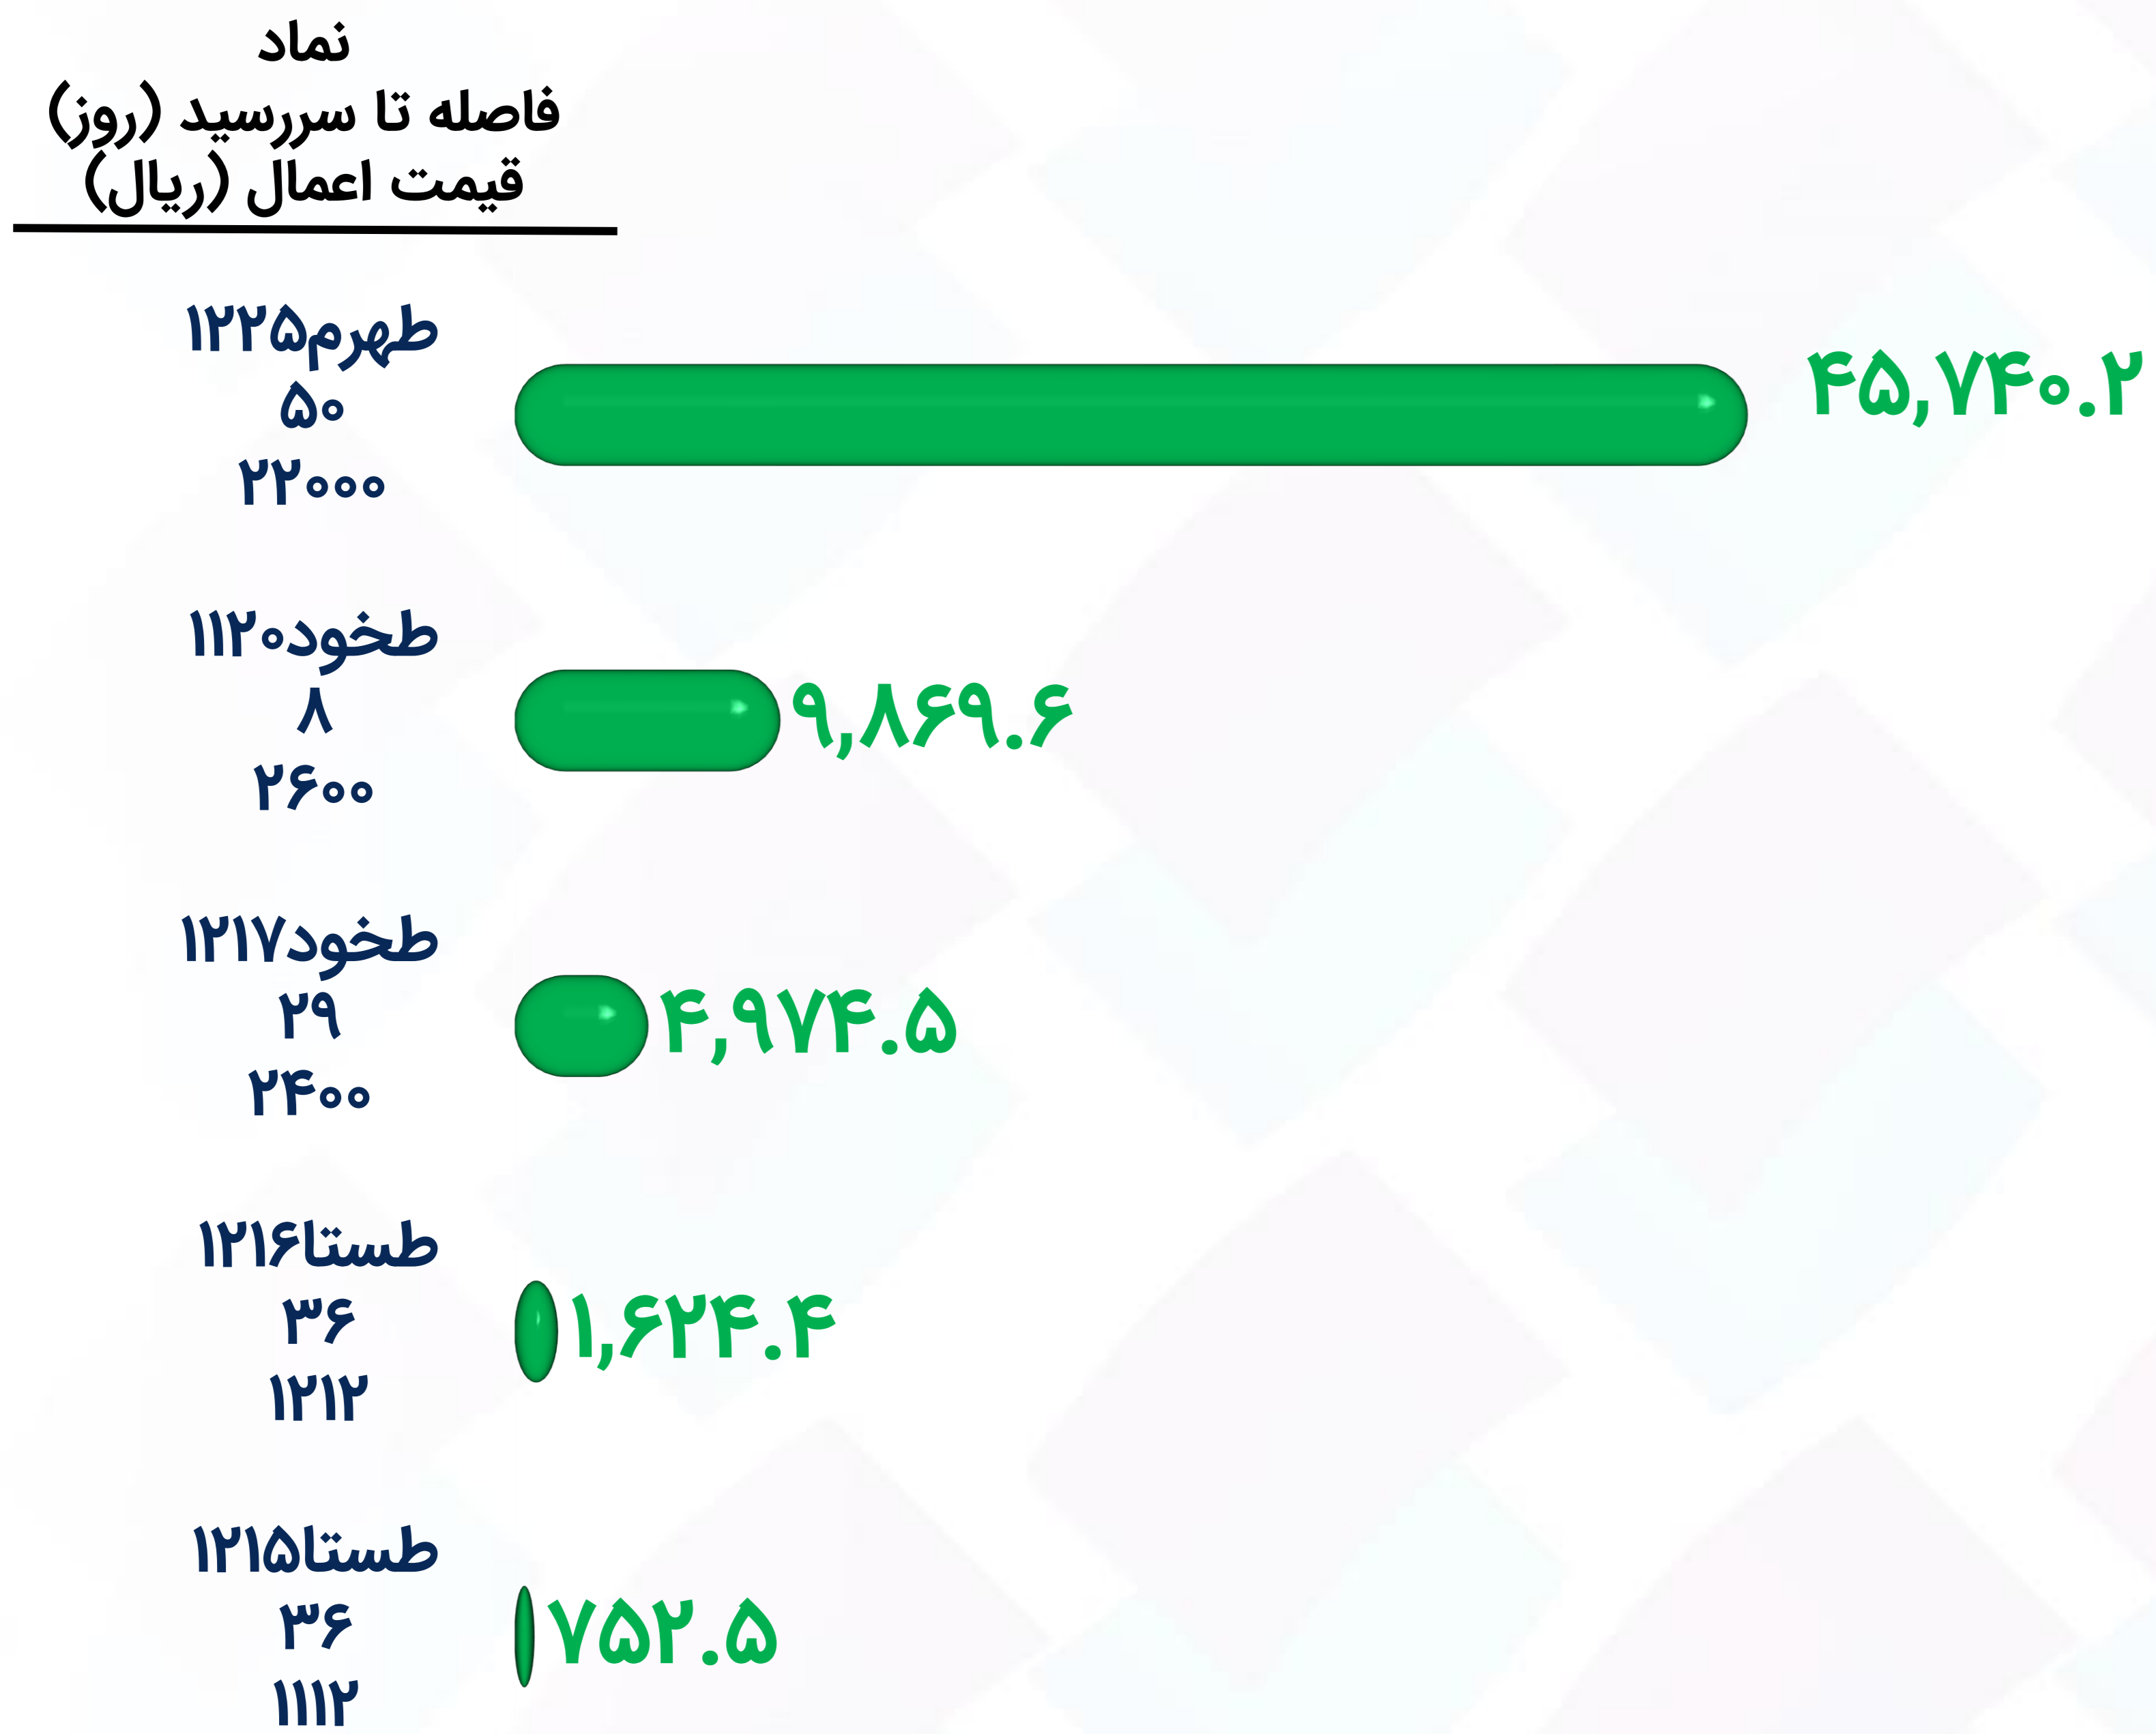 نماد
فاصله تا سررسید (روز)
قیمت اعمال (ریال)
طهرم۱۲۲۵
۵۰
۲۲۰۰۰
۴۵,۷۴۰.۲
طخود۱۱۲۰
۸
۲۶۰۰
۹,۸۶۹.۶
طخود۱۲۱۷
۲۹
۲۴۰۰
۴,۹۷۴.۵
طستا۱۲۱۶
۳۶
۱۲۱۲
۱,۶۲۴.۴
طستا۱۲۱۵
۳۶
۱۱۱۲
۷۵۲.۵